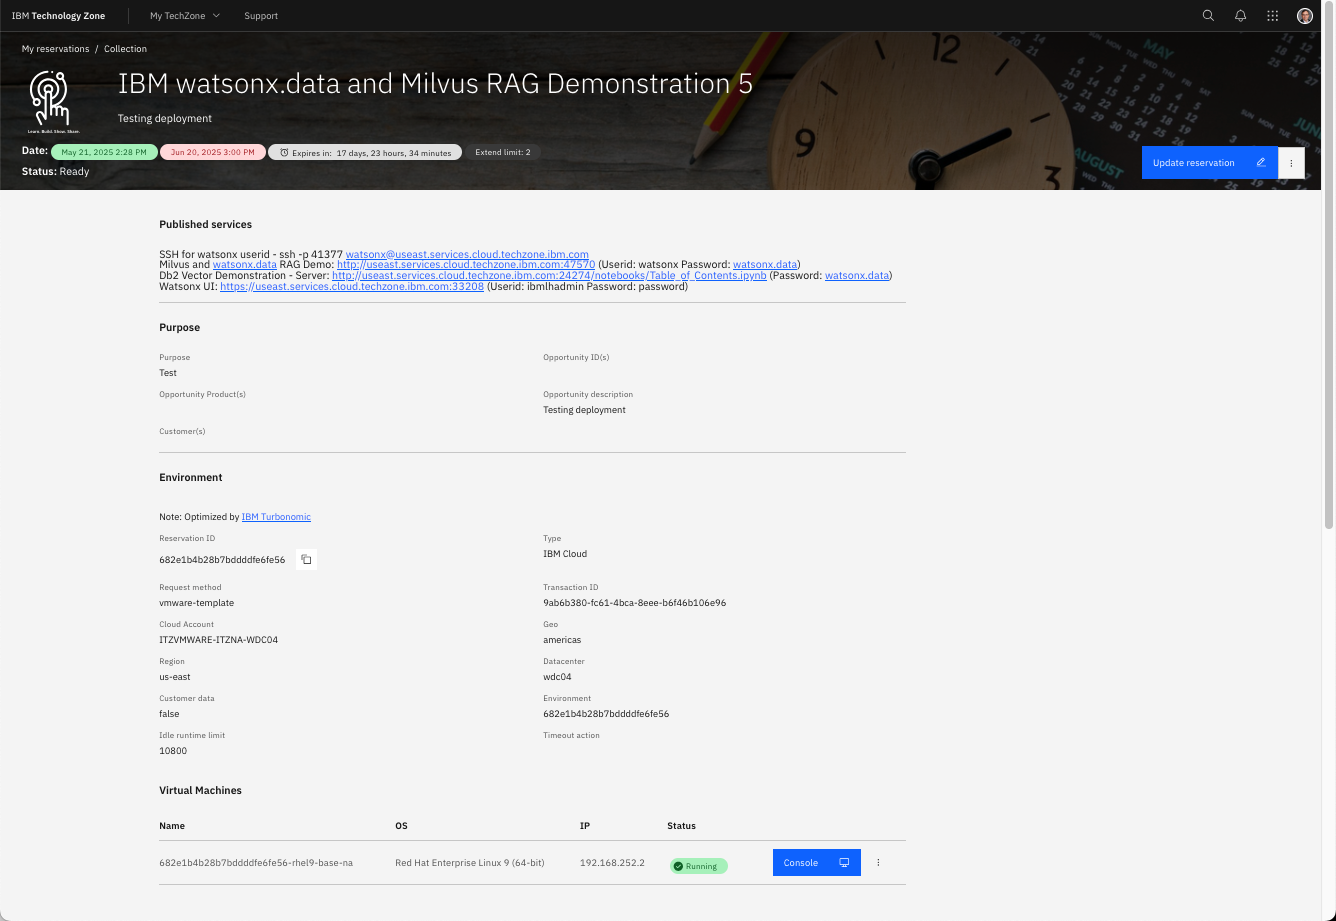 IBM Technology Zone
My TechZone
Support
My reservations / Collection
IBM watsonx.data and Milvus RAG Demonstration 5
Learn. Build. Show. Share.
Testing deployment
Date: May 21, 2025 2:28 PM Jun 20, 2025 3:00 PM Expires in: 17 days, 23 hours, 34 minutes Extend limit: 2
Status: Ready
Update reservation
12
9
3
MAY
JUNE
AUGUST
Published services
SSH for watsonx userid - ssh -p 41377 watsonx@useast.services.cloud.techzone.ibm.com
Milvus and watsonx.data RAG Demo: http://useast.services.cloud.techzone.ibm.com:47570 (Userid: watsonx Password: watsonx.data)
Db2 Vector Demonstration - Server: http://useast.services.cloud.techzone.ibm.com:24274/notebooks/Table_of_Contents.ipynb (Password: watsonx.data)
Watsonx UI: https://useast.services.cloud.techzone.ibm.com:33208 (Userid: ibmlhadmin Password: password)
Purpose
Purpose
Test
Opportunity ID(s)
Opportunity Product(s)
Opportunity description
Testing deployment
Customer(s)
Environment
Note: Optimized by IBM Turbonomic
Reservation ID
682e1b4b28b7bddddfe6fe56
Type
IBM Cloud
Request method
vmware-template
Transaction ID
9ab6b380-fc61-4bca-8eee-b6f46b106e96
Cloud Account
ITZVMWARE-ITZNA-WDC04
Geo
americas
Region
us-east
Datacenter
wdc04
Customer data
false
Environment
682e1b4b28b7bddddfe6fe56
Idle runtime limit
10800
Timeout action
Virtual Machines
Name OS IP Status
682e1b4b28b7bddddfe6fe56-rhel9-base-na Red Hat Enterprise Linux 9 (64-bit) 192.168.252.2 Running Console